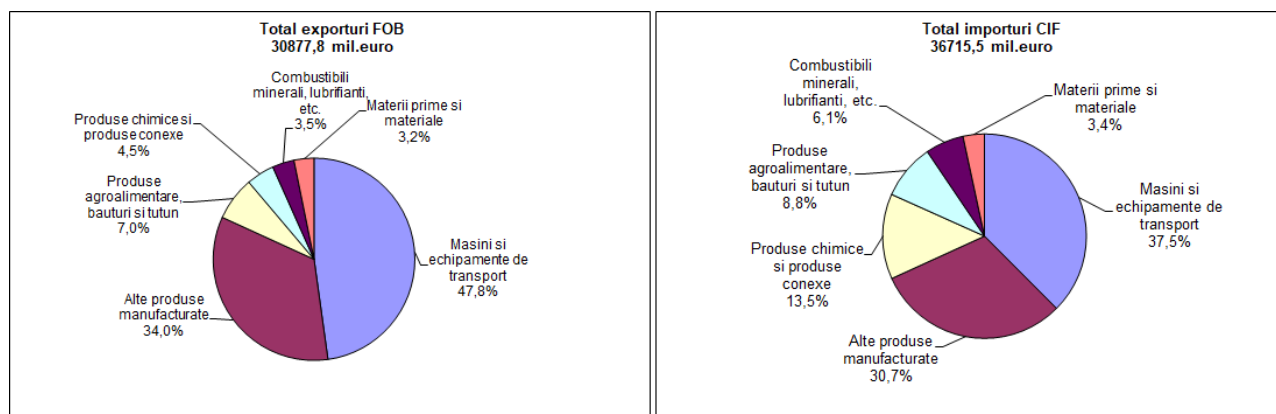 Total exporturi FOB
30877,8 mil.euro
Combustibili
minerali, lubrifianti,
etc.
3,5%
Materii prime si
materiale
3,2%
Produse chimice si
produse conexe
4,5%
Produse
agroalimentare,
bauturi si tutun
7,0%
Masini si
echipamente de
transport
47,8%
Alte produse
manufacturate
34,0%
Total importuri CIF
36715,5 mil.euro
Combustibili
minerali,
lubrifianti, etc.
6,1%
Materii prime si
materiale
3,4%
Produse
agroalimentare,
bauturi si tutun
8,8%
Masini si
echipamente de
transport
37,5%
Produse chimice
si produse
conexe
13,5%
Alte produse
manufacturate
30,7%